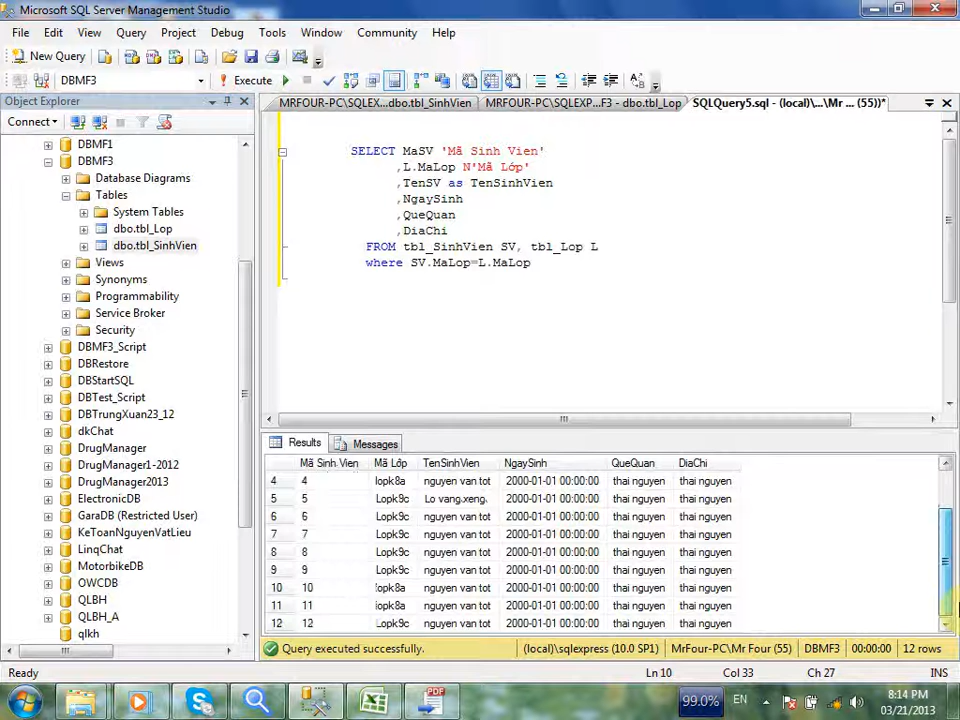 Microsoft SQL Server Management Studio
File Edit View Query Project Debug Tools Window Community Help
New Query
DBMF3 Execute
Object Explorer
Connect
DBMF1
DBMF3
Database Diagrams
Tables
System Tables
dbo.tbl_Lop
dbo.tbl_SinhVien
Views
Synonyms
Programmability
Service Broker
Security
DBMF3_Script
DBRestore
DBStartSQL
DBTest_Script
DBTrungXuan23_12
dkChat
DrugManager
DrugManager1-2012
DrugManager2013
ElectronicDB
GaraDB (Restricted User)
KeToanNguyenVatLieu
LinqChat
MotorbikeDB
OWCDB
QLBH
QLBH_A
qlkh
MRFOUR-PC\SQLEX...dbo.tbl_SinhVien MRFOUR-PC\SQLEXP...F3 - dbo.tbl_Lop SQLQuery5.sql - (local)\...\Mr ... (55))*
SELECT MaSV 'Mã Sinh Vien'
,L.MaLop N'Mã Lớp'
,TenSV as TenSinhVien
,NgaySinh
,QueQuan
,DiaChi
FROM tbl_SinhVien SV, tbl_Lop L
where SV.MaLop=L.MaLop
Results Messages
Mã Sinh Vien Mã Lớp TenSinhVien NgaySinh QueQuan DiaChi
4 4 lopk8a nguyen van tot 2000-01-01 00:00:00 thai nguyen thai nguyen
5 5 Lopk9c Lo vang.xeng. 2000-01-01 00:00:00 thai nguyen thai nguyen
6 6 Lopk9c nguyen van tot 2000-01-01 00:00:00 thai nguyen thai nguyen
7 7 Lopk9c nguyen van tot 2000-01-01 00:00:00 thai nguyen thai nguyen
8 8 Lopk9c nguyen van tot 2000-01-01 00:00:00 thai nguyen thai nguyen
9 9 Lopk9c nguyen van tot 2000-01-01 00:00:00 thai nguyen thai nguyen
10 10 lopk8a nguyen van tot 2000-01-01 00:00:00 thai nguyen thai nguyen
11 11 lopk8a nguyen van tot 2000-01-01 00:00:00 thai nguyen thai nguyen
12 12 Lopk9c nguyen van tot 2000-01-01 00:00:00 thai nguyen thai nguyen
Query executed successfully. (local)\sqlexpress (10.0 SP1) MrFour-PC\Mr Four (55) DBMF3 00:00:00 12 rows
Ready Ln 10 Col 33 Ch 27 INS
PDF 99.0% EN 8:14 PM
03/21/2013